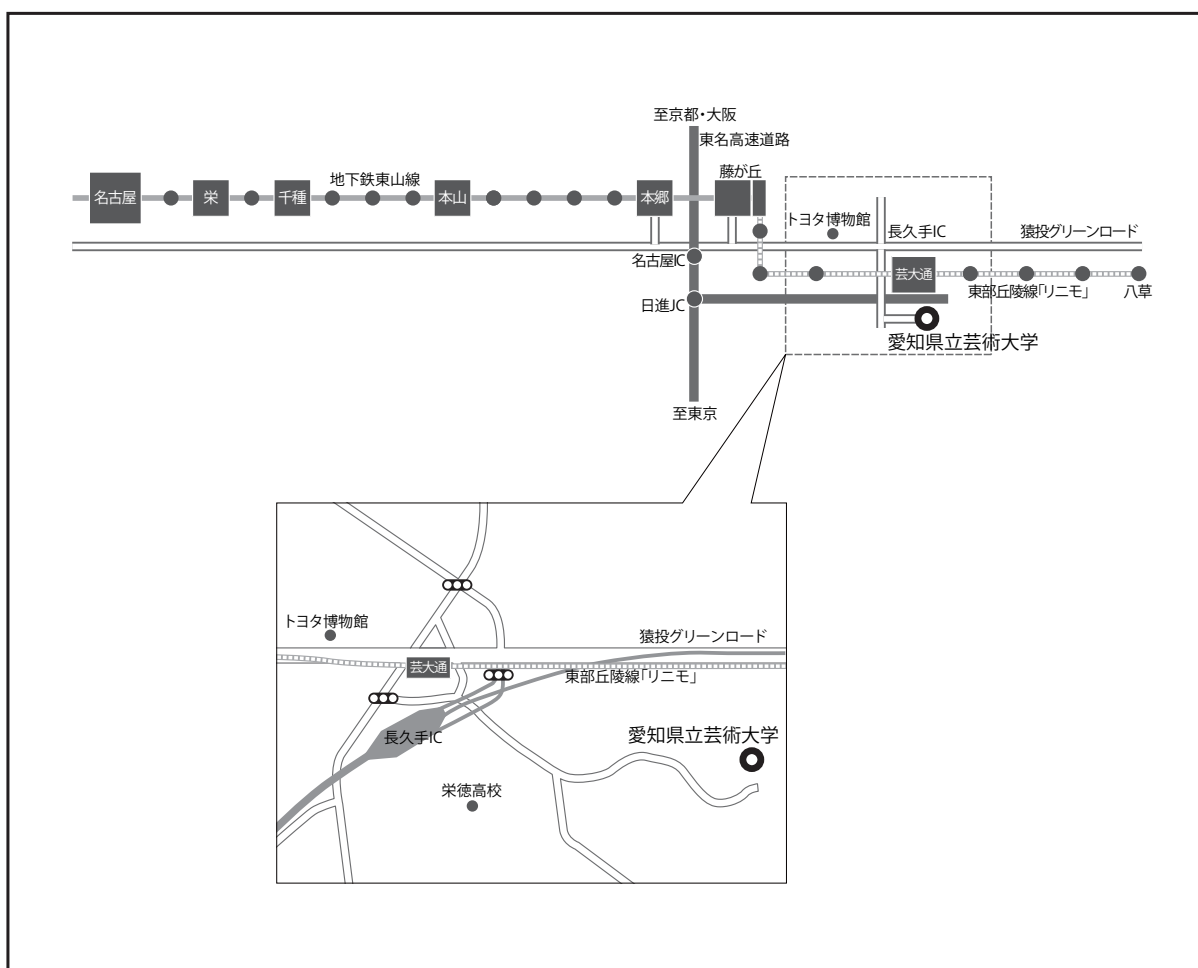 至京都・大阪
東名高速道路
藤が丘
地下鉄東山線
名古屋
栄
千種
本山
本郷
トヨタ博物館
長久手IC
猿投グリーンロード
名古屋IC
芸大通
東部丘陵線「リニモ」
八草
日進JC
愛知県立芸術大学
至東京
トヨタ博物館
猿投グリーンロード
芸大通
東部丘陵線「リニモ」
長久手IC
愛知県立芸術大学
栄徳高校